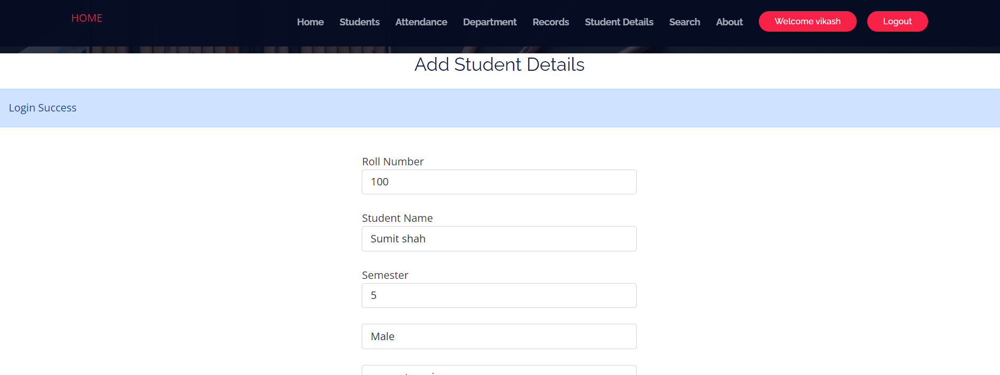 HOME
Home Students Attendance Department Records Student Details Search About Welcome vikash Logout
Add Student Details
Login Success
Roll Number
100
Student Name
Sumit shah
Semester
5
Male